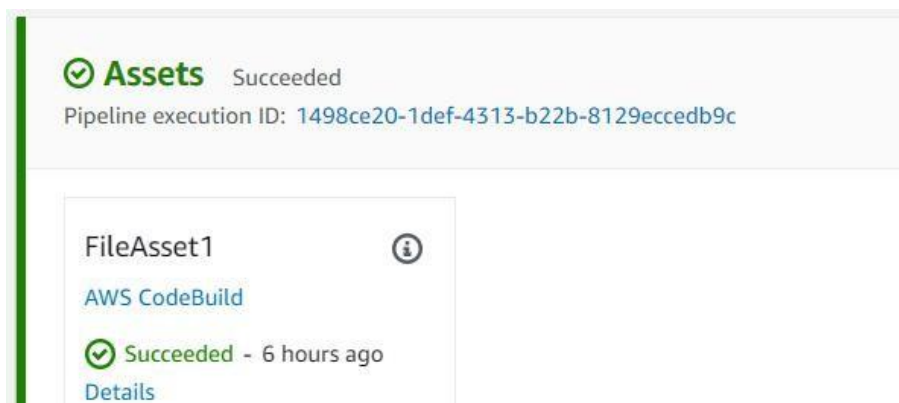 Assets Succeeded
Pipeline execution ID: 1498ce20-1def-4313-b22b-8129eccedb9c
FileAsset1
AWS CodeBuild
Succeeded - 6 hours ago
Details